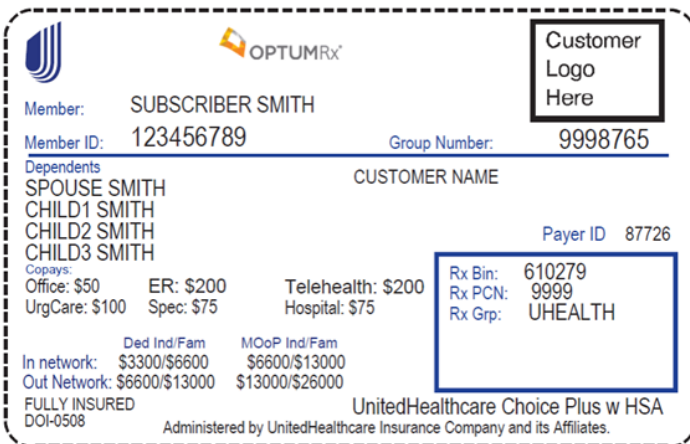 OPTUMRx®
Customer
Logo
Here
Member: SUBSCRIBER SMITH
Member ID: 123456789 Group Number: 9998765
Dependents
SPOUSE SMITH CUSTOMER NAME
CHILD1 SMITH
CHILD2 SMITH
CHILD3 SMITH
Payer ID 87726
Copays:
Office: $50 ER: $200 Telehealth: $200
UrgCare: $100 Spec: $75 Hospital: $75
Rx Bin: 610279
Rx PCN: 9999
Rx Grp: UHEALTH
Ded Ind/Fam MOoP Ind/Fam
In network: $3300/$6600 $6600/$13000
Out Network: $6600/$13000 $13000/$26000
FULLY INSURED
DOI-0508
UnitedHealthcare Choice Plus w HSA
Administered by UnitedHealthcare Insurance Company and its Affiliates.